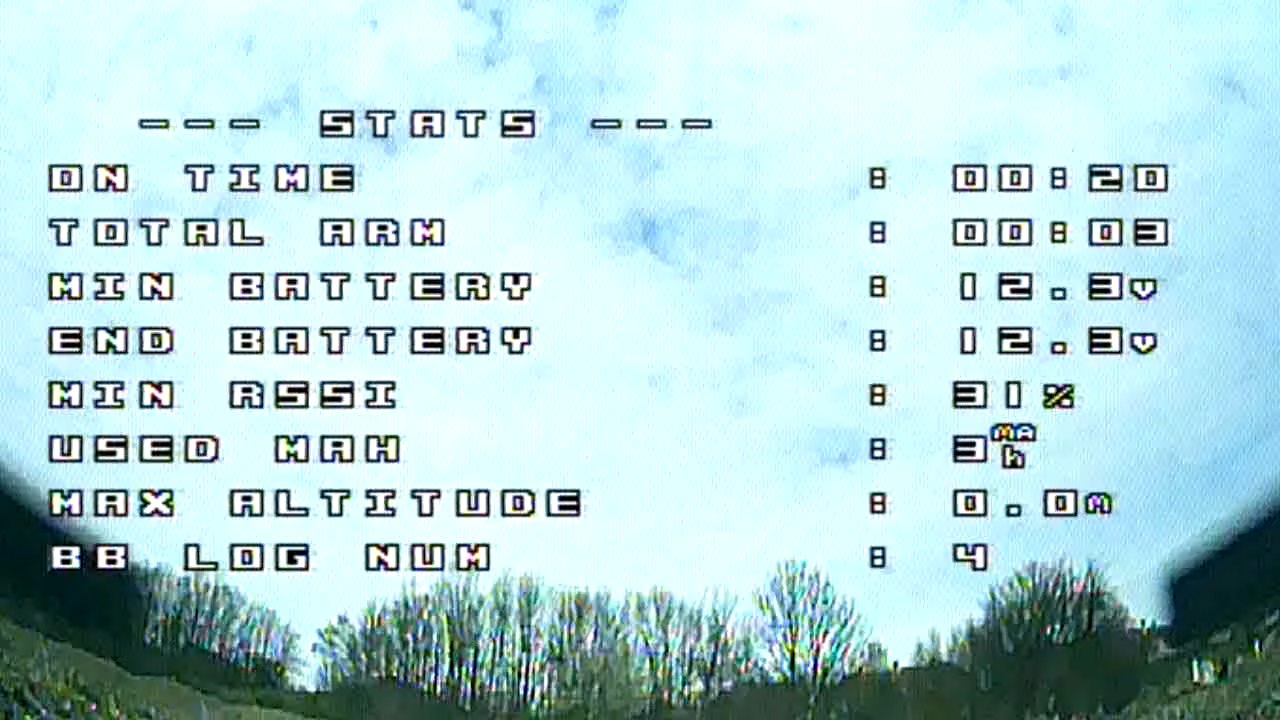 --- STATS ---
ON TIME : 00:20
TOTAL ARM : 00:03
MIN BATTERY : 12.3V
END BATTERY : 12.3V
MIN RSSI : 31%
USED MAH : 3MAh
MAX ALTITUDE : 0.0M
BB LOG NUM : 4